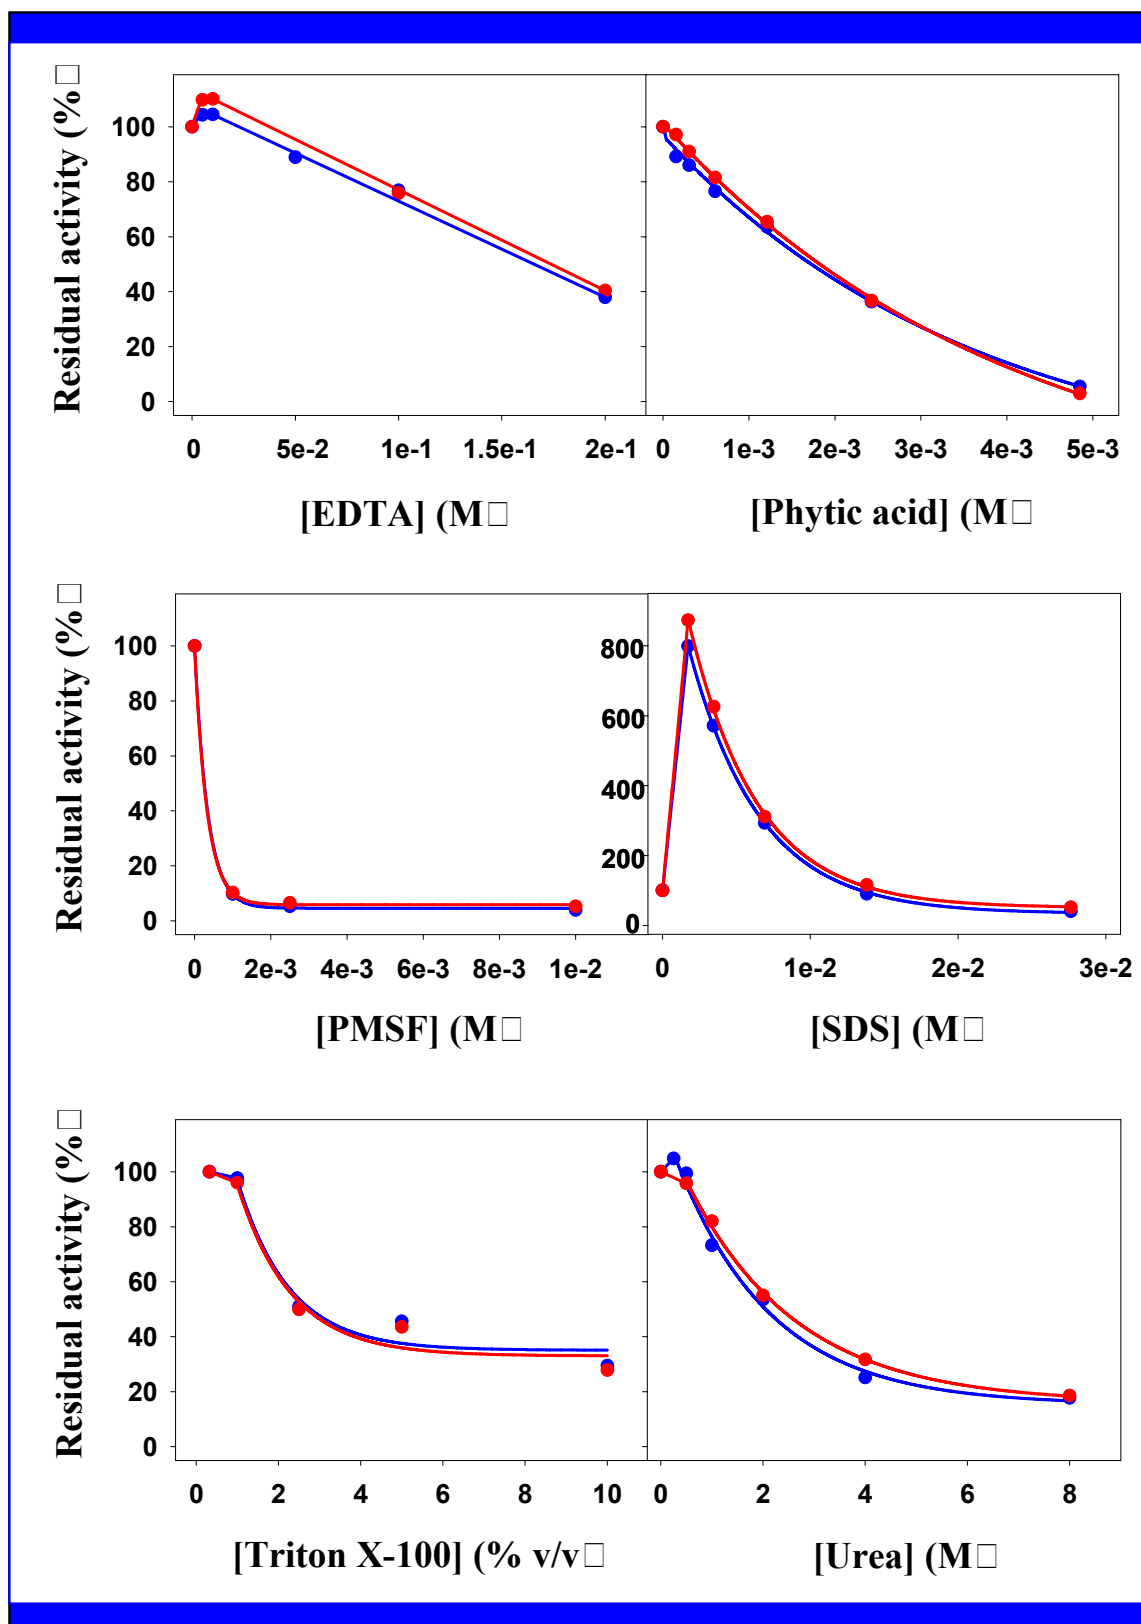 Residual activity (%□
100
80
60
40
20
0
0 5e-2 1e-1 1.5e-1 2e-1
[EDTA] (M□
0 1e-3 2e-3 3e-3 4e-3 5e-3
[Phytic acid] (M□
Residual activity (%□
100
80
60
40
20
0
0 2e-3 4e-3 6e-3 8e-3 1e-2
[PMSF] (M□
800
600
400
200
0
0 1e-2 2e-2 3e-2
[SDS] (M□
Residual activity (%□
100
80
60
40
20
0
0 2 4 6 8 10
[Triton X-100] (% v/v□
0 2 4 6 8
[Urea] (M□